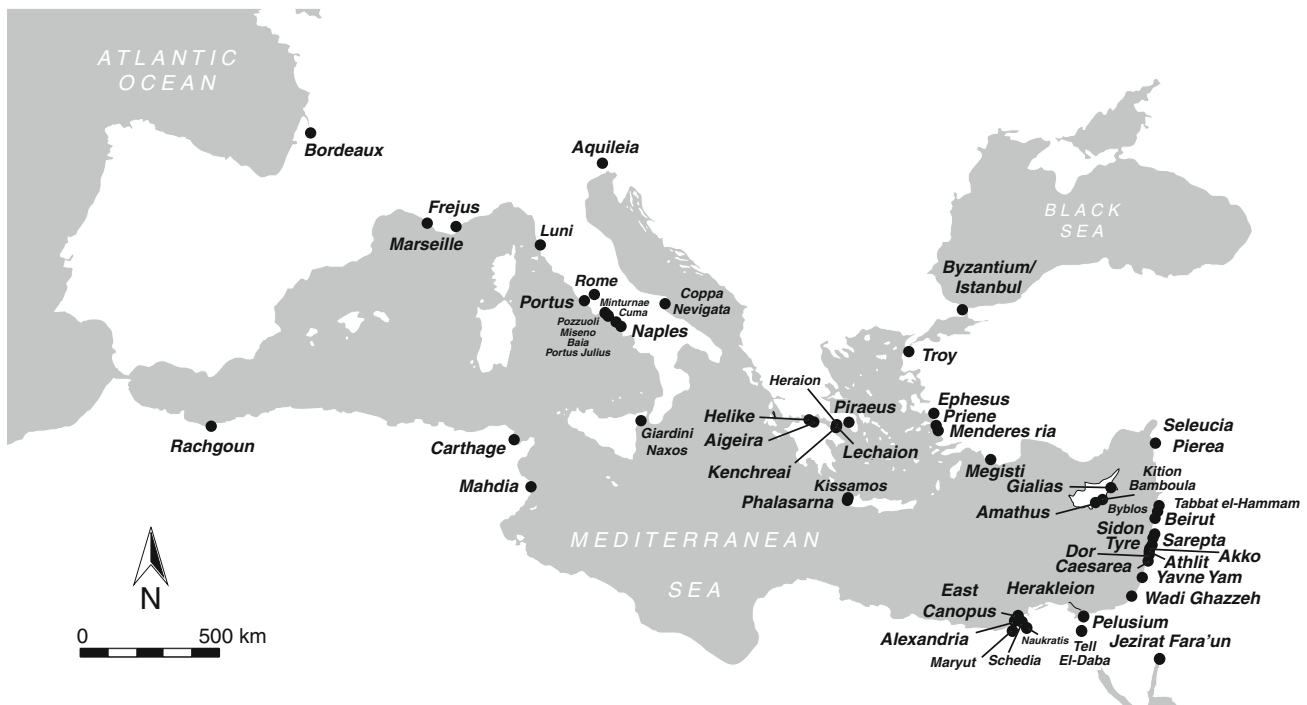 ATLANTIC
OCEAN
Bordeaux
Aquileia
Frejus
Marseille
Luni
BLACK
SEA
Byzantium/
Istanbul
Rome
Portus
Minturnae
Cuma
Coppa
Nevigata
Pozzuoli
Miseno
Baia
Portus Julius
Naples
Troy
Heraion
Ephesus
Priene
Menderes ria
Helike
Piraeus
Aigeira
Lechaion
Kenchreai
Rachgoun
Carthage
Giardini
Naxos
Seleucia
Pierea
Megisti
Mahdia
Kissamos
Phalasarna
Gialias
Kition
Bamboula
Amathus
Byblos
Tabbat el-Hammam
Beirut
MEDITERRANEAN
SEA
Sidon
Tyre
Sarepta
Dor
Akko
Caesarea
Athlit
Yavne Yam
Wadi Ghazzeh
East
Canopus
Herakleion
Alexandria
Pelusium
Maryut
Schedia
Naukratis
Tell
El-Daba
Jezirat Fara'un
N
0 500 km